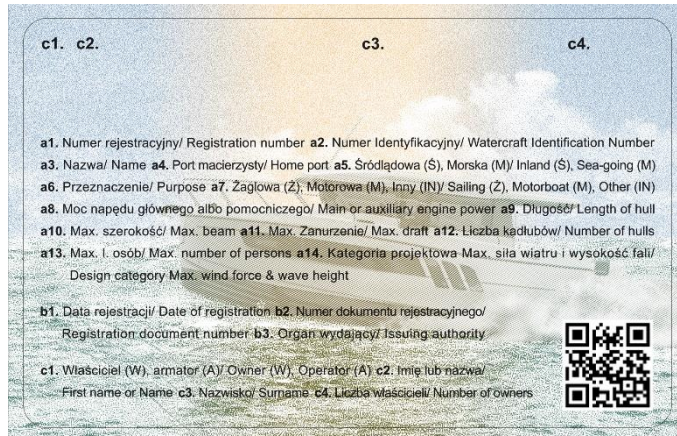 c1. c2. c3. c4.
a1. Numer rejestracyjny/ Registration number a2. Numer Identyfikacyjny/ Watercraft Identification Number
a3. Nazwa/ Name a4. Port macierzysty/ Home port a5. Śródlądowa (Ś), Morska (M)/ Inland (Ś), Sea-going (M)
a6. Przeznaczenie/ Purpose a7. Żaglowa (Ż), Motorowa (M), Inny (IN)/ Sailing (Ż), Motorboat (M), Other (IN)
a8. Moc napędu głównego albo pomocniczego/ Main or auxiliary engine power a9. Długość/ Length of hull
a10. Max. szerokość/ Max. beam a11. Max. Zanurzenie/ Max. draft a12. Liczba kadłubów/ Number of hulls
a13. Max. l. osób/ Max. number of persons a14. Kategoria projektowa Max. siła wiatru i wysokość fali/
Design category Max. wind force & wave height
b1. Data rejestracji/ Date of registration b2. Numer dokumentu rejestracyjnego/
Registration document number b3. Organ wydający/ Issuing authority
c1. Właściciel (W), armator (A)/ Owner (W), Operator (A) c2. Imię lub nazwa/
First name or Name c3. Nazwisko/ Surname c4. Liczba właścicieli/ Number of owners